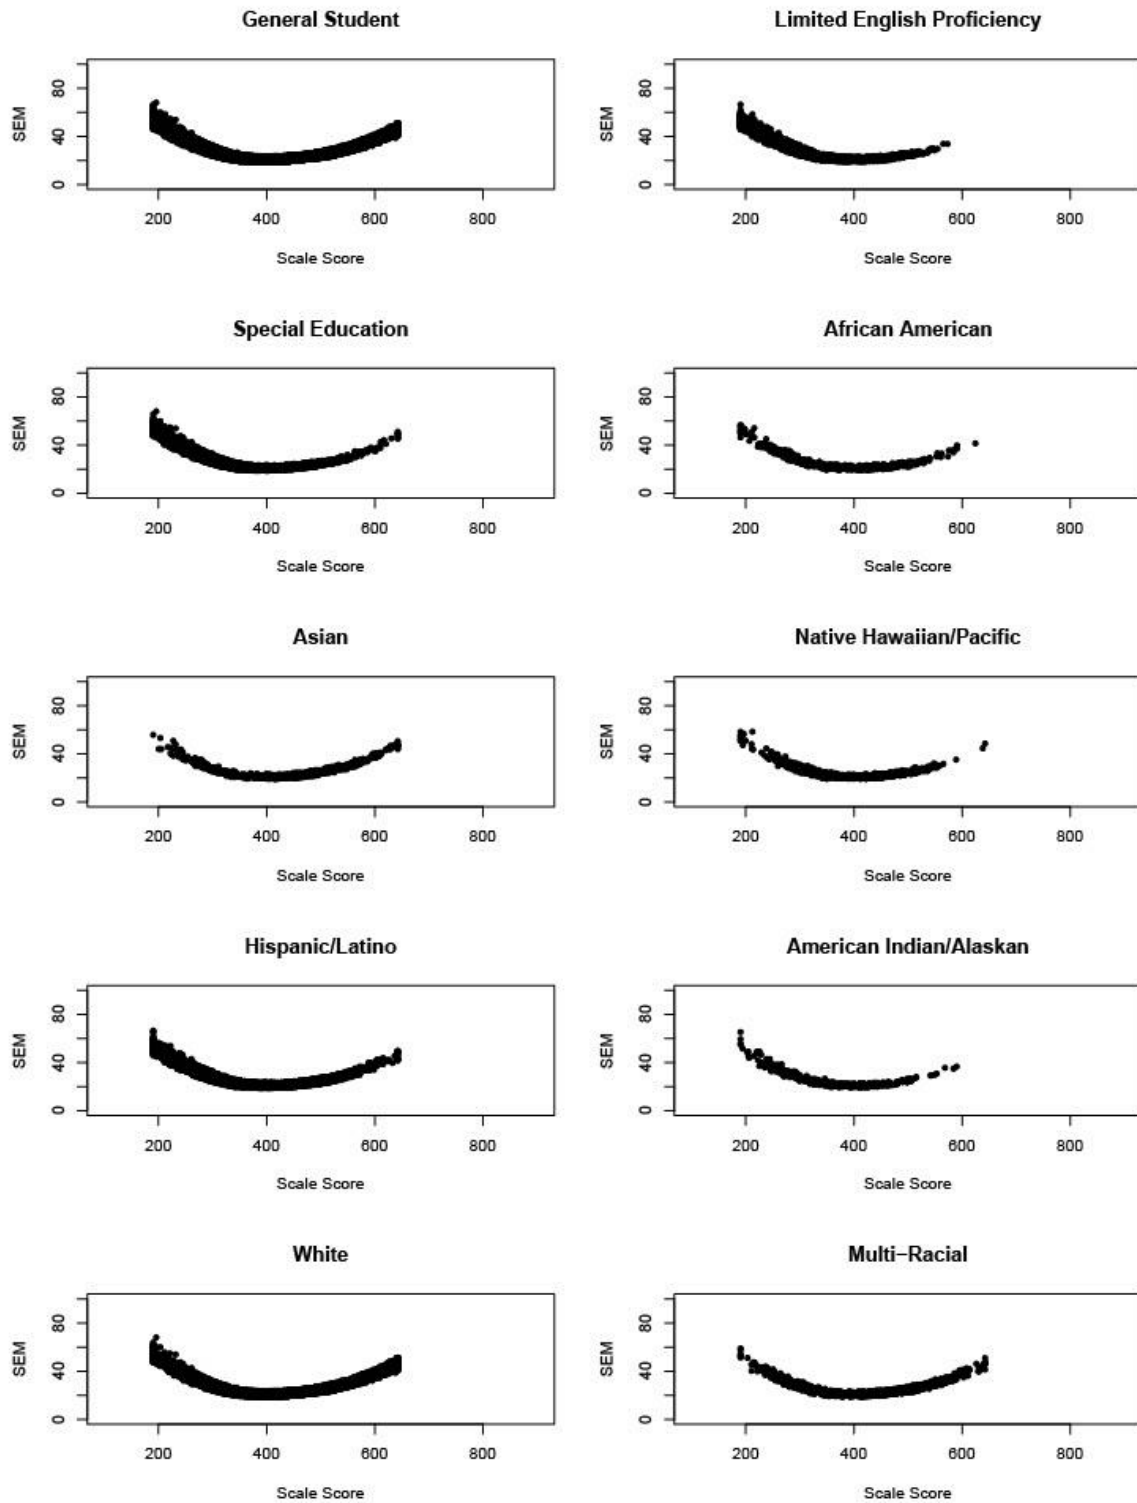 General Student
Limited English Proficiency
SEM
0
40
80
200
400
600
800
Scale Score
SEM
0
40
80
200
400
600
800
Scale Score
Special Education
African American
SEM
0
40
80
200
400
600
800
Scale Score
SEM
0
40
80
200
400
600
800
Scale Score
Asian
Native Hawaiian/Pacific
SEM
0
40
80
200
400
600
800
Scale Score
SEM
0
40
80
200
400
600
800
Scale Score
Hispanic/Latino
American Indian/Alaskan
SEM
0
40
80
200
400
600
800
Scale Score
SEM
0
40
80
200
400
600
800
Scale Score
White
Multi−Racial
SEM
0
40
80
200
400
600
800
Scale Score
SEM
0
40
80
200
400
600
800
Scale Score